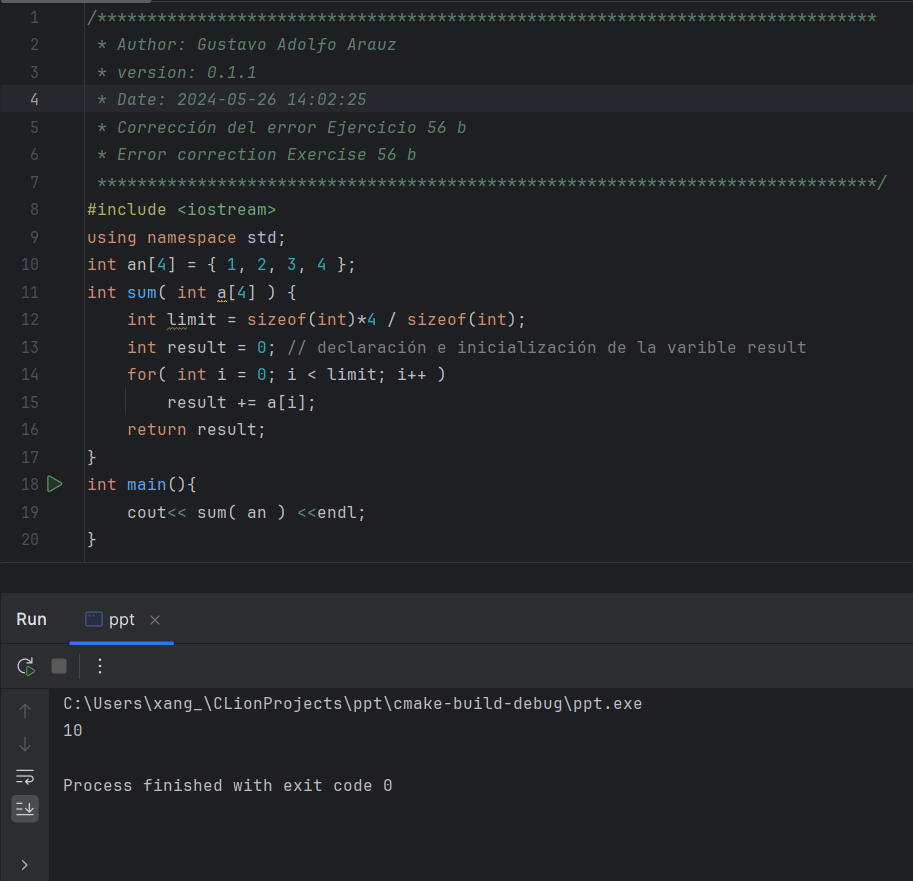 1 /******************************************************************************
2 * Author: Gustavo Adolfo Arauz
3 * version: 0.1.1
4 * Date: 2024-05-26 14:02:25
5 * Corrección del error Ejercicio 56 b
6 * Error correction Exercise 56 b
7 ******************************************************************************/
8 #include <iostream>
9 using namespace std;
10 int an[4] = { 1, 2, 3, 4 };
11 int sum( int a[4] ) {
12 int limit = sizeof(int)*4 / sizeof(int);
13 int result = 0; // declaración e inicialización de la varible result
14 for( int i = 0; i < limit; i++ )
15 result += a[i];
16 return result;
17 }
18 int main(){
19 cout<< sum( an ) <<endl;
20 }
Run ppt
C:\Users\xang_\CLionProjects\ppt\cmake-build-debug\ppt.exe
10
Process finished with exit code 0